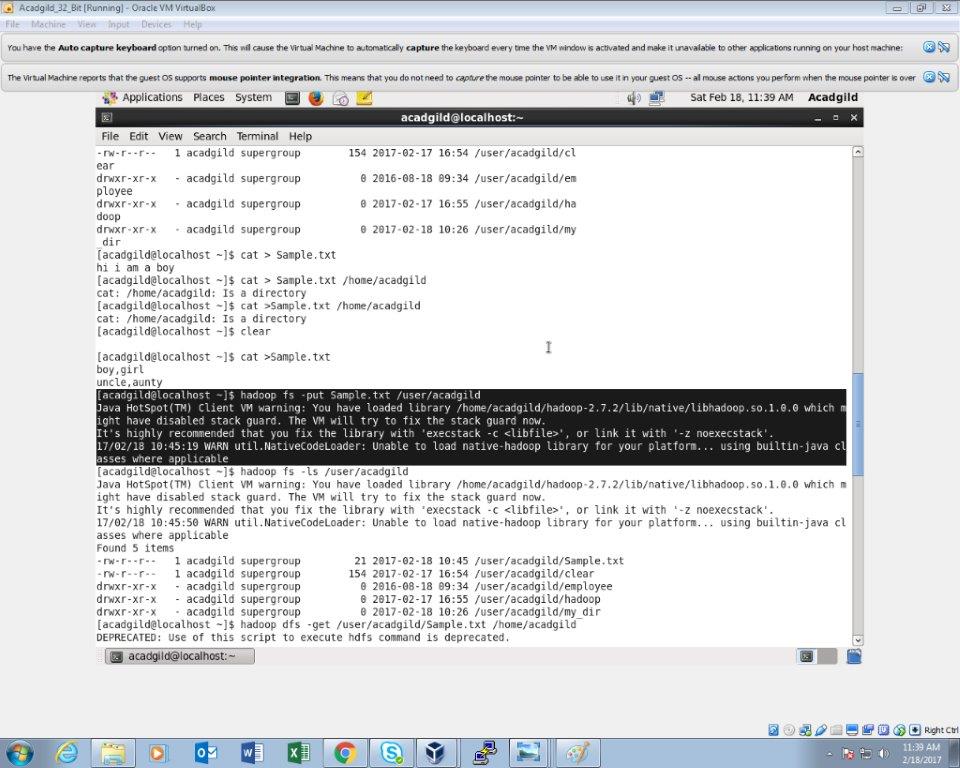 Acadgild_32_Bit [Running] - Oracle VM VirtualBox
File Machine View Input Devices Help
You have the Auto capture keyboard option turned on. This will cause the Virtual Machine to automatically capture the keyboard every time the VM window is activated and make it unavailable to other applications running on your host machine:
The Virtual Machine reports that the guest OS supports mouse pointer integration. This means that you do not need to capture the mouse pointer to be able to use it in your guest OS -- all mouse actions you perform when the mouse pointer is over
Applications Places System Sat Feb 18, 11:39 AM Acadgild
acadgild@localhost:~
File Edit View Search Terminal Help
-rw-r--r-- 1 acadgild supergroup 154 2017-02-17 16:54 /user/acadgild/cl
ear
drwxr-xr-x - acadgild supergroup 0 2016-08-18 09:34 /user/acadgild/em
ployee
drwxr-xr-x - acadgild supergroup 0 2017-02-17 16:55 /user/acadgild/ha
doop
drwxr-xr-x - acadgild supergroup 0 2017-02-18 10:26 /user/acadgild/my
_dir
[acadgild@localhost ~]$ cat > Sample.txt
hi i am a boy
[acadgild@localhost ~]$ cat > Sample.txt /home/acadgild
cat: /home/acadgild: Is a directory
[acadgild@localhost ~]$ cat >Sample.txt /home/acadgild
cat: /home/acadgild: Is a directory
[acadgild@localhost ~]$ clear
[acadgild@localhost ~]$ cat >Sample.txt
boy,girl
uncle,aunty
[acadgild@localhost ~]$ hadoop fs -put Sample.txt /user/acadgild
Java HotSpot(TM) Client VM warning: You have loaded library /home/acadgild/hadoop-2.7.2/lib/native/libhadoop.so.1.0.0 which m
ight have disabled stack guard. The VM will try to fix the stack guard now.
It's highly recommended that you fix the library with 'execstack -c <libfile>', or link it with '-z noexecstack'.
17/02/18 10:45:19 WARN util.NativeCodeLoader: Unable to load native-hadoop library for your platform... using builtin-java cl
asses where applicable
[acadgild@localhost ~]$ hadoop fs -ls /user/acadgild
Java HotSpot(TM) Client VM warning: You have loaded library /home/acadgild/hadoop-2.7.2/lib/native/libhadoop.so.1.0.0 which m
ight have disabled stack guard. The VM will try to fix the stack guard now.
It's highly recommended that you fix the library with 'execstack -c <libfile>', or link it with '-z noexecstack'.
17/02/18 10:45:50 WARN util.NativeCodeLoader: Unable to load native-hadoop library for your platform... using builtin-java cl
asses where applicable
Found 5 items
-rw-r--r-- 1 acadgild supergroup 21 2017-02-18 10:45 /user/acadgild/Sample.txt
-rw-r--r-- 1 acadgild supergroup 154 2017-02-17 16:54 /user/acadgild/clear
drwxr-xr-x - acadgild supergroup 0 2016-08-18 09:34 /user/acadgild/employee
drwxr-xr-x - acadgild supergroup 0 2017-02-17 16:55 /user/acadgild/hadoop
drwxr-xr-x - acadgild supergroup 0 2017-02-18 10:26 /user/acadgild/my_dir
[acadgild@localhost ~]$ hadoop dfs -get /user/acadgild/Sample.txt /home/acadgild
DEPRECATED: Use of this script to execute hdfs command is deprecated.
acadgild@localhost:~
Right Ctrl
11:39 AM
2/18/2017